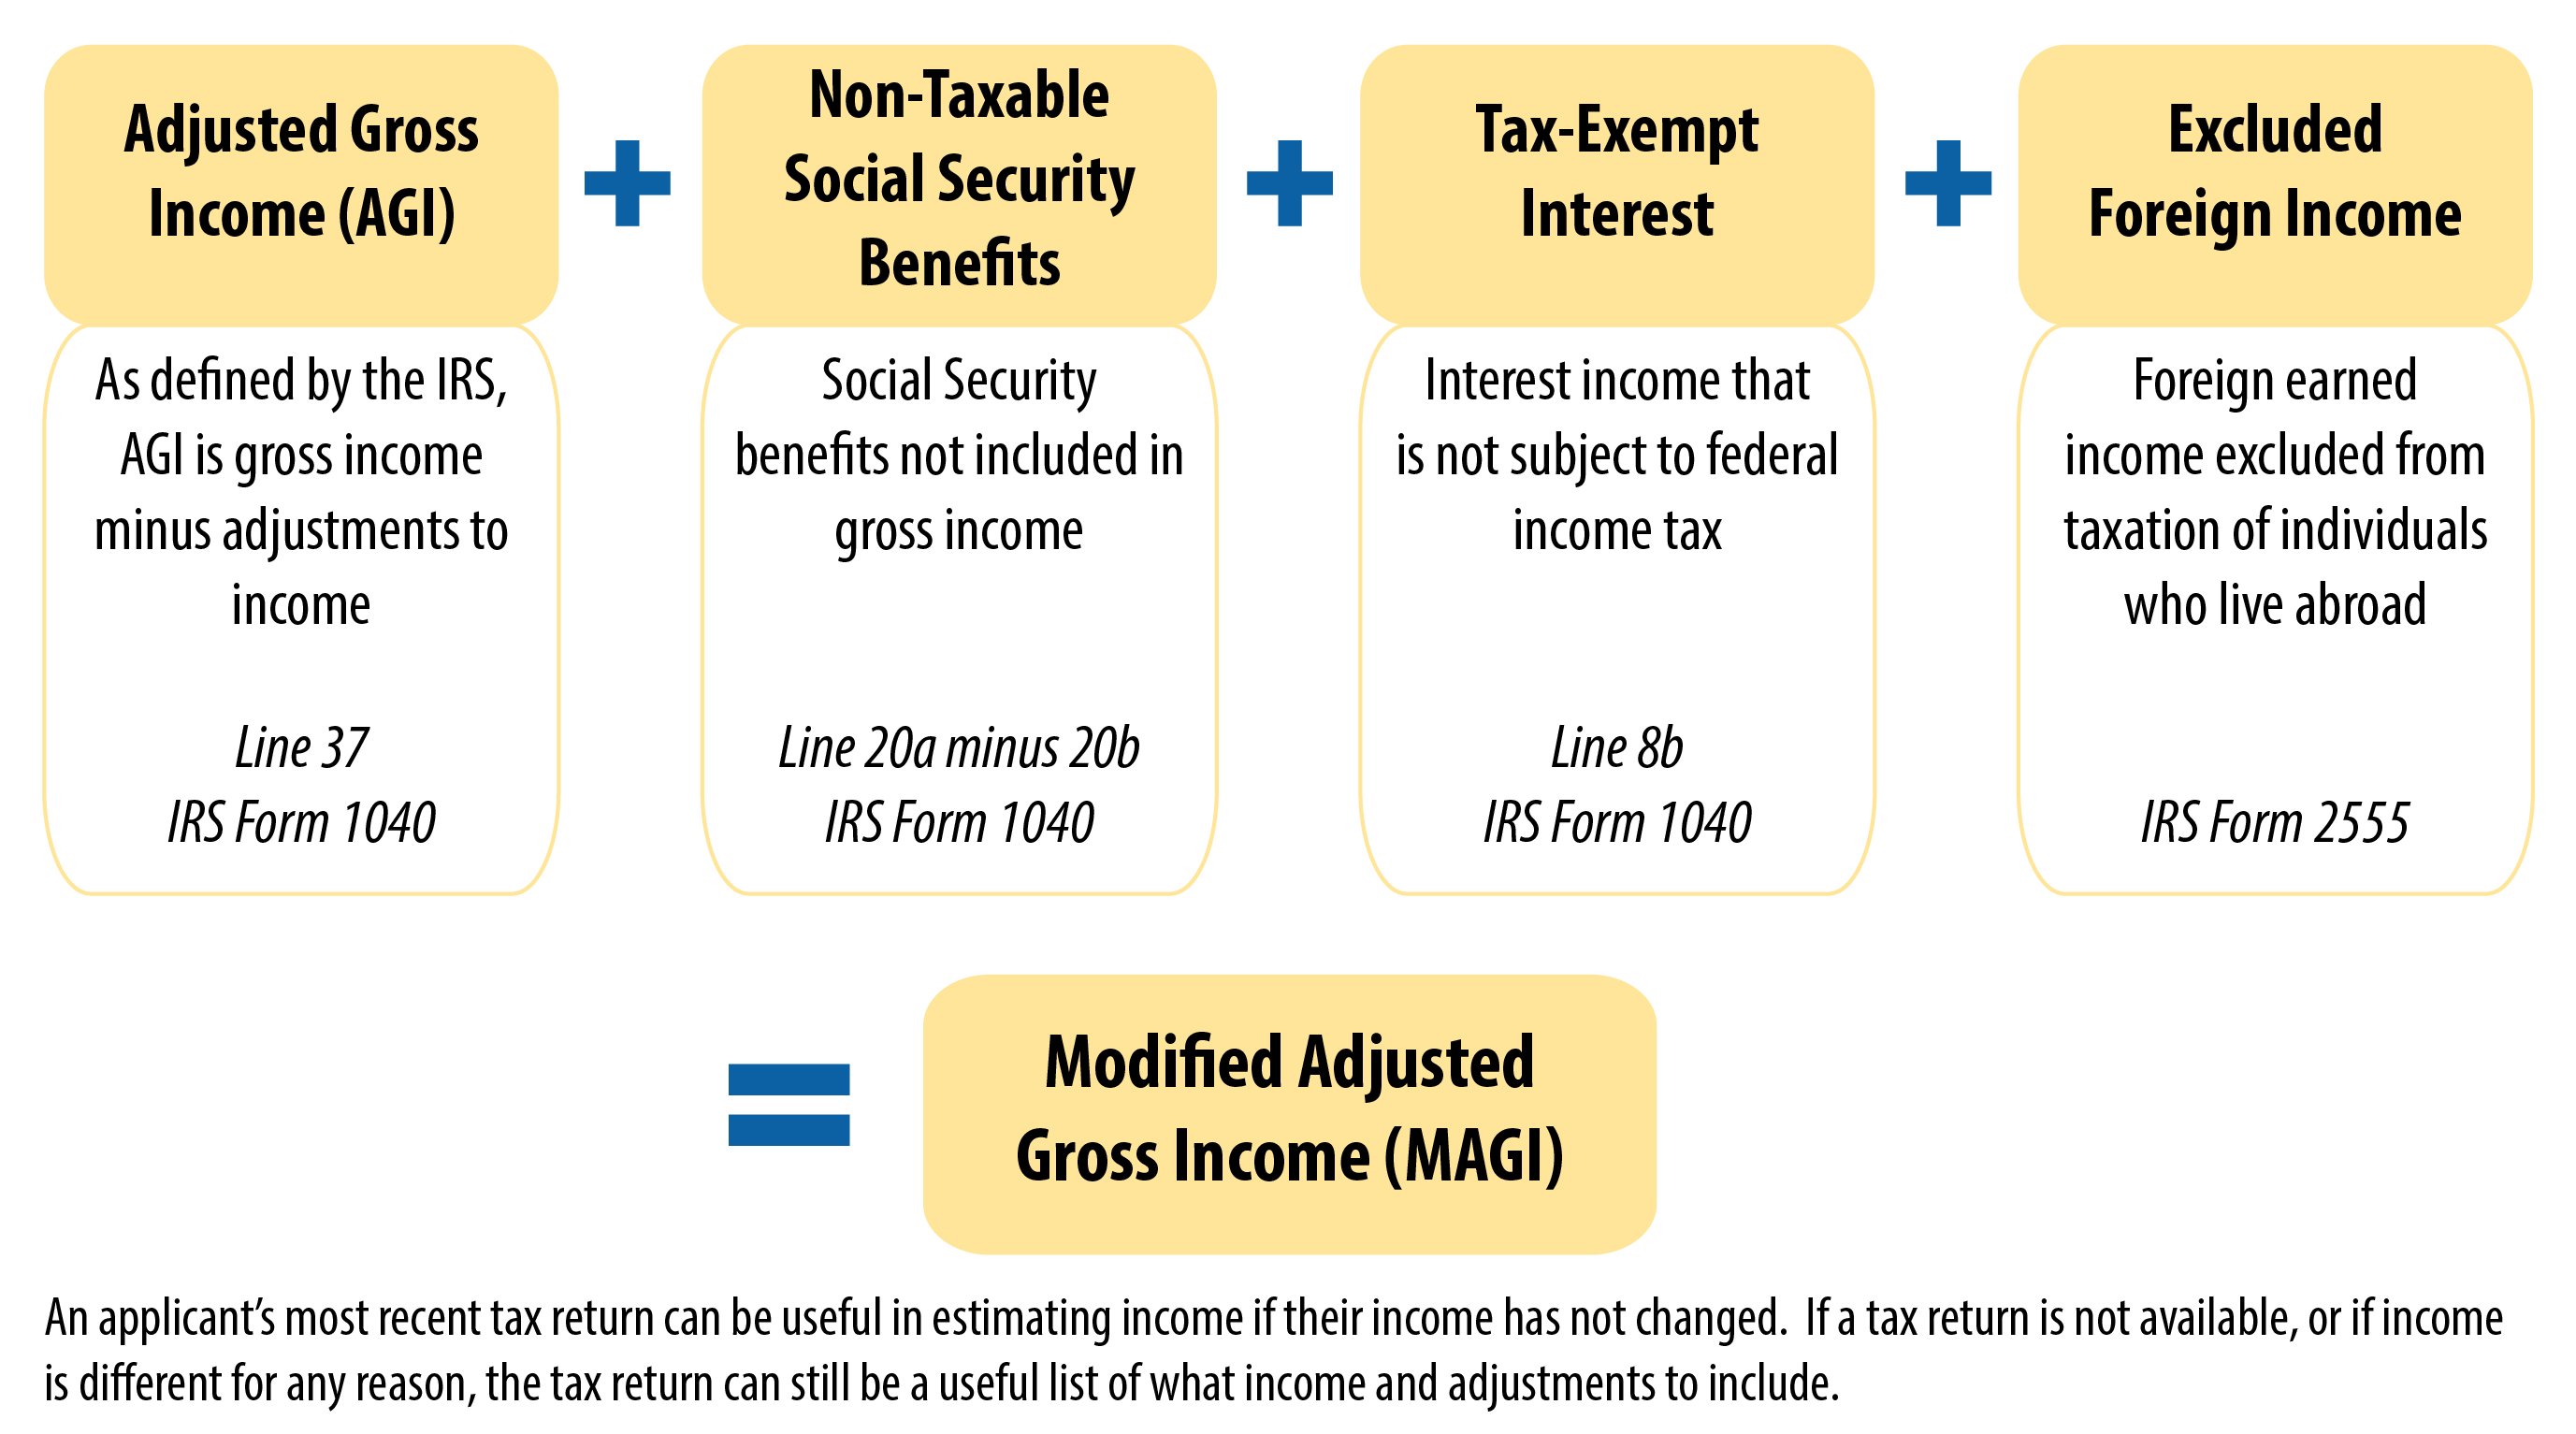 Adjusted Gross
Income (AGI)
Non-Taxable
Social Security
Benefits
Tax-Exempt
Interest
Excluded
Foreign Income
As defined by the IRS,
AGI is gross income
minus adjustments to
income
Line 37
IRS Form 1040
Social Security
benefits not included in
gross income
Line 20a minus 20b
IRS Form 1040
Interest income that
is not subject to federal
income tax
Line 8b
IRS Form 1040
Foreign earned
income excluded from
taxation of individuals
who live abroad
IRS Form 2555
Modified Adjusted
Gross Income (MAGI)
An applicant’s most recent tax return can be useful in estimating income if their income has not changed.  If a tax return is not available, or if income
is different for any reason, the tax return can still be a useful list of what income and adjustments to include.